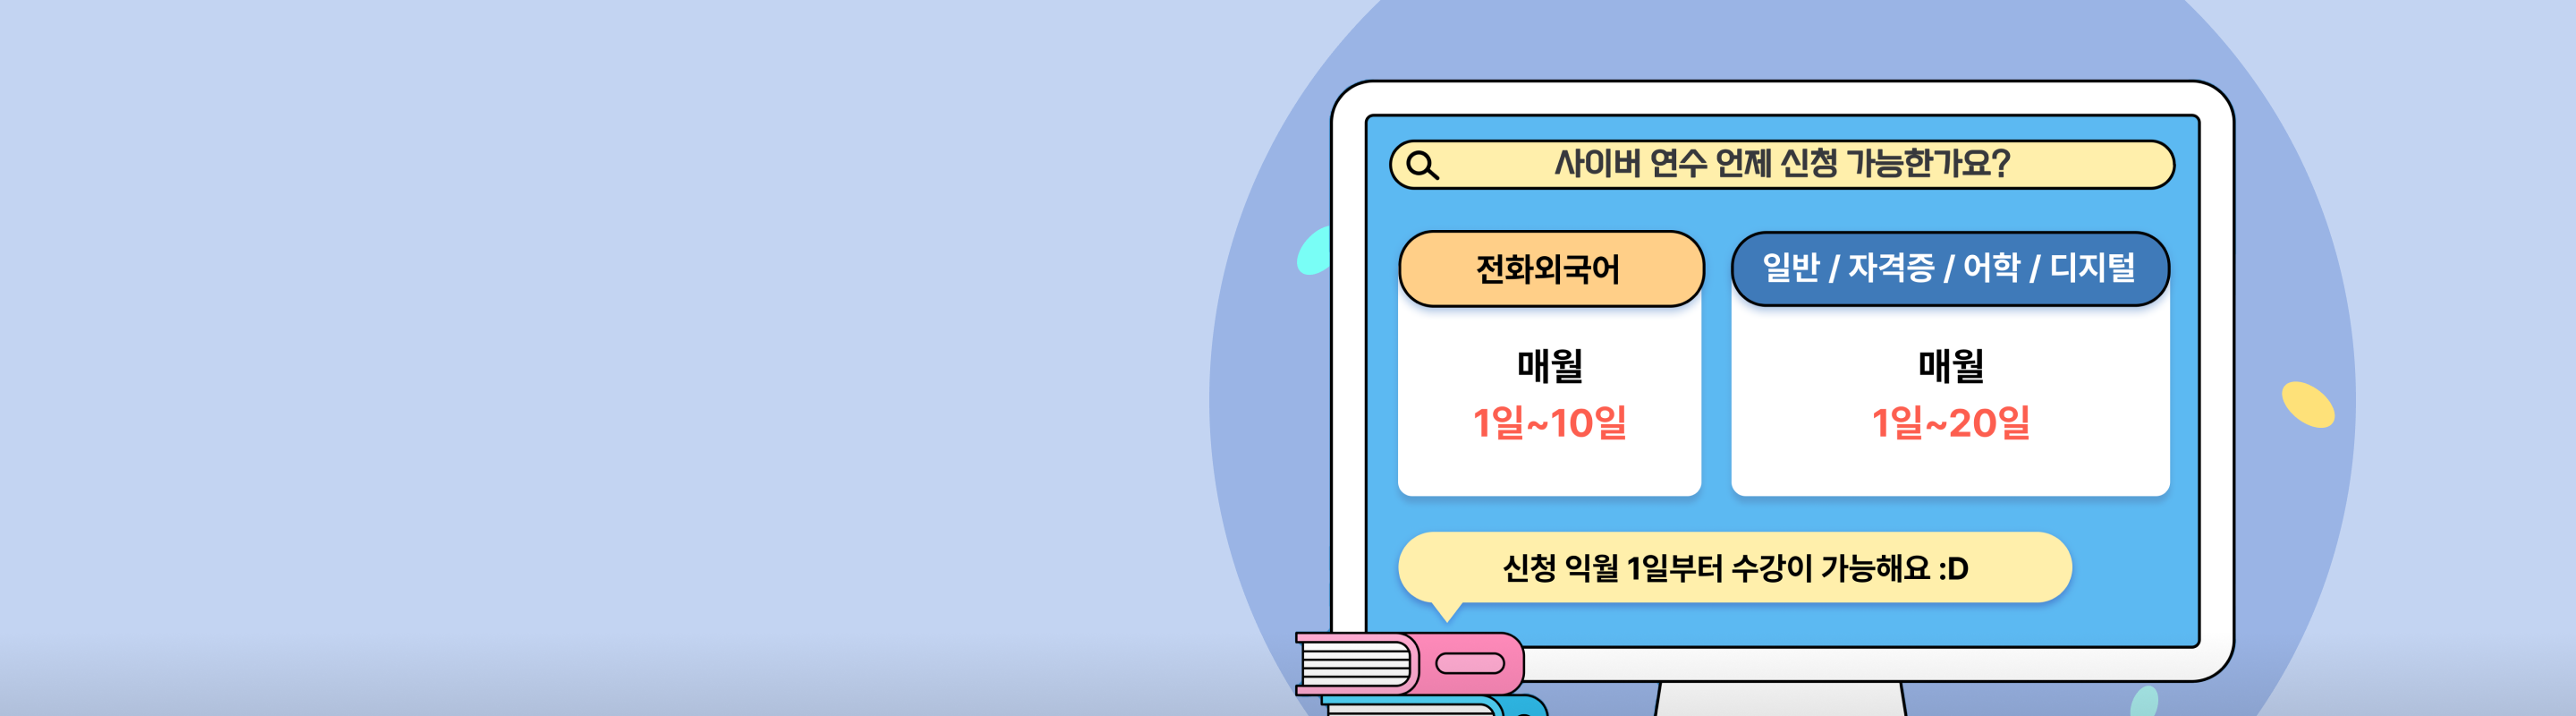 사이버 연수 언제 신청 가능한가요?
전화외국어
매월
1일~10일
일반 / 자격증 / 어학 / 디지털
매월
1일~20일
신청 익월 1일부터 수강이 가능해요 :D